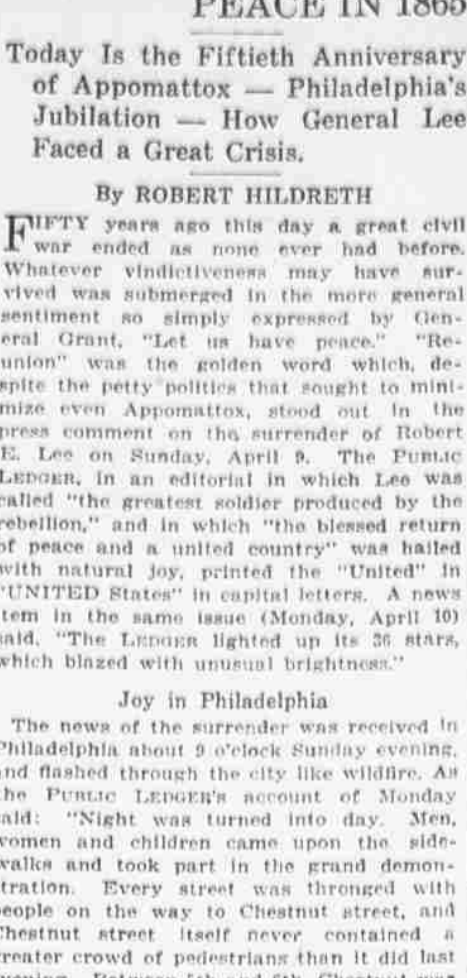 PEACE IN 1865
Today Is the Fiftieth Anniversary
of Appomattox — Philadelphia's
Jubilation — How General Lee
Faced a Great Crisis.
By ROBERT HILDRETH
FIFTY years ago this day a great civil
war ended as none ever had before.
Whatever vindictiveness may have sur-
vived was submerged in the more general
sentiment so simply expressed by Gen-
eral Grant, "Let us have peace." "Re-
union" was the golden word which, de-
spite the petty politics that sought to mini-
mize even Appomattox, stood out in the
press comment on the surrender of Robert
E. Lee on Sunday, April 9. The PUBLIC
LEDGER, in an editorial in which Lee was
called "the greatest soldier produced by the
rebellion," and in which "the blessed return
of peace and a united country" was hailed
with natural joy, printed the "United" in
"UNITED States" in capital letters. A news
item in the same issue (Monday, April 10)
said, "The LEDGER lighted up its 36 stars,
which blazed with unusual brightness."
Joy in Philadelphia
The news of the surrender was received in
Philadelphia about 9 o'clock Sunday evening,
and flashed through the city like wildfire. As
the PUBLIC LEDGER'S account of Monday
said: "Night was turned into day. Men,
women and children came upon the side-
walks and took part in the grand demon-
stration. Every street was thronged with
people on the way to Chestnut street, and
Chestnut street itself never contained a
greater crowd of pedestrians than it did last